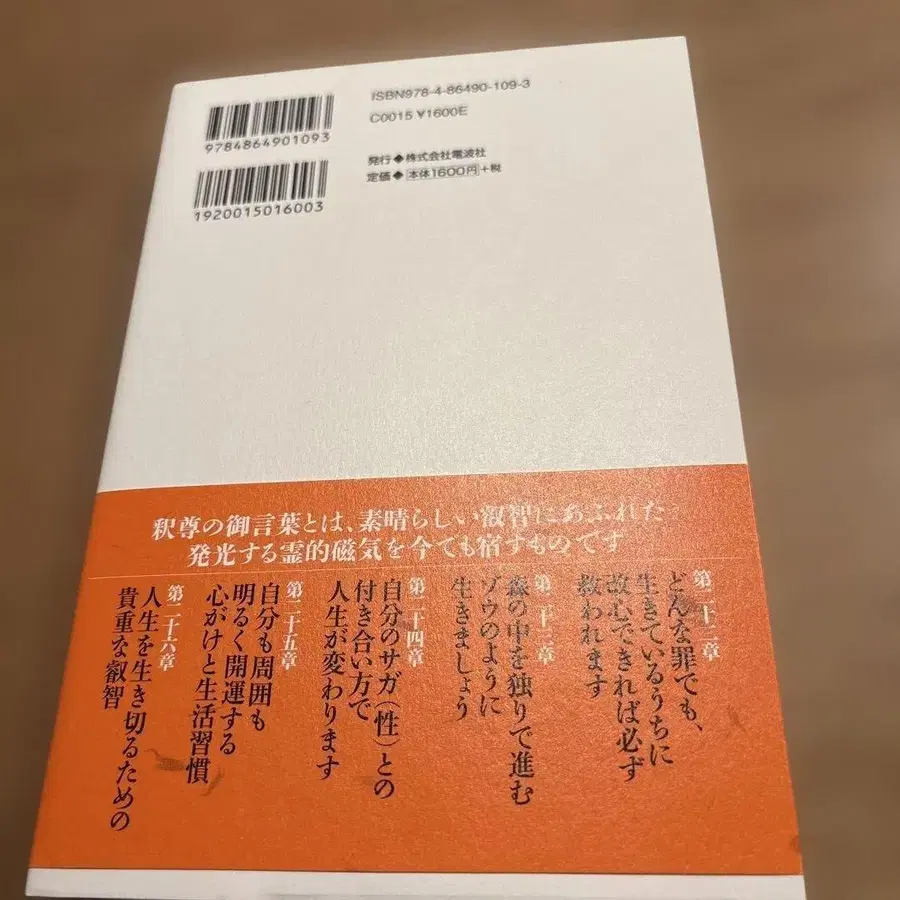 ISBN978-4-86490-109-3
C0015 ¥1600E
発行◆株式会社電波社
定価◆本体1600円+税
9784864901093
1920015016003
釈尊の御言葉とは、素晴らしい叡智にあふれた
発光する霊的磁気を今でも宿すものです
第二十二章
どんな罪でも、
生きているうちに
改心できれば必ず
救われます
第二十三章
森の中を独りで進む
ゾウのように
生きましょう
第二十四章
自分のサガ(性)との
付き合い方で
人生が変わります
第二十五章
自分も周囲も
明るく開運する
心がけと生活習慣
第二十六章
人生を生き切るための
貴重な叡智